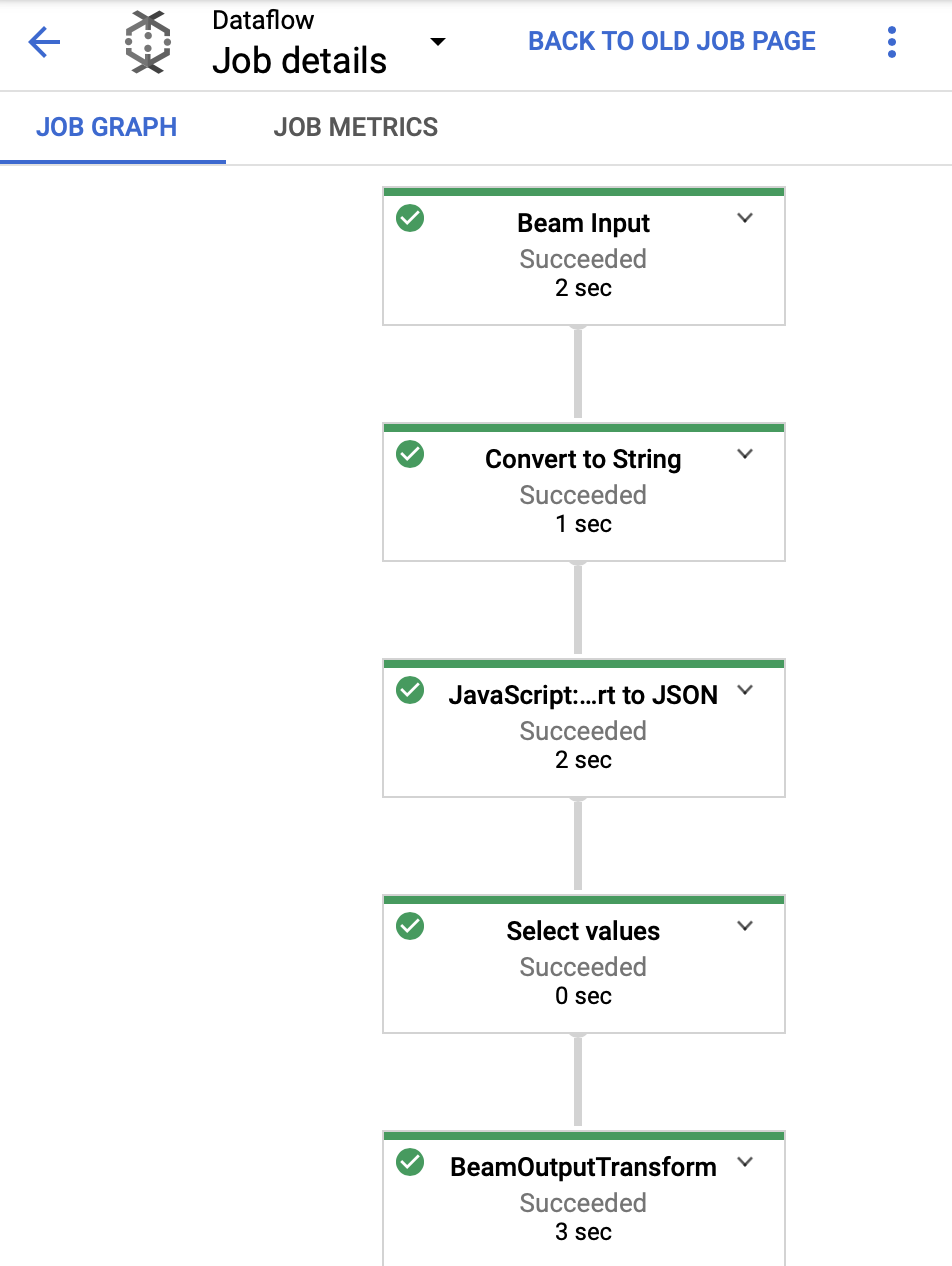 Dataflow
Job details
BACK TO OLD JOB PAGE
JOB GRAPH
JOB METRICS
Beam Input
Succeeded
2 sec
Convert to String
Succeeded
1 sec
JavaScript:...rt to JSON
Succeeded
2 sec
Select values
Succeeded
0 sec
BeamOutputTransform
Succeeded
3 sec